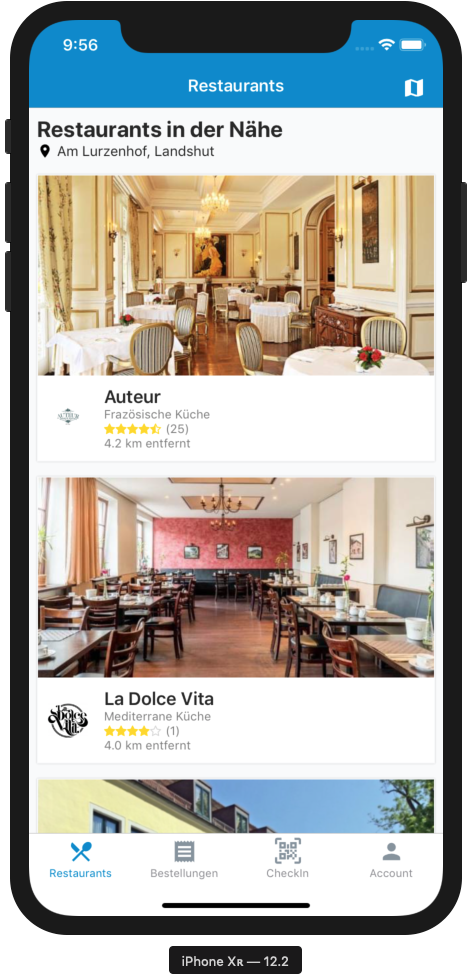 9:56
Restaurants
Restaurants in der Nähe
Am Lurzenhof, Landshut
Auteur
AUTEUR
Frazösische Küche
(25)
4.2 km entfernt
La Dolce Vita
Dolce Vita
Mediterrane Küche
(1)
4.0 km entfernt
Restaurants
Bestellungen
CheckIn
Account
iPhone Xʀ — 12.2